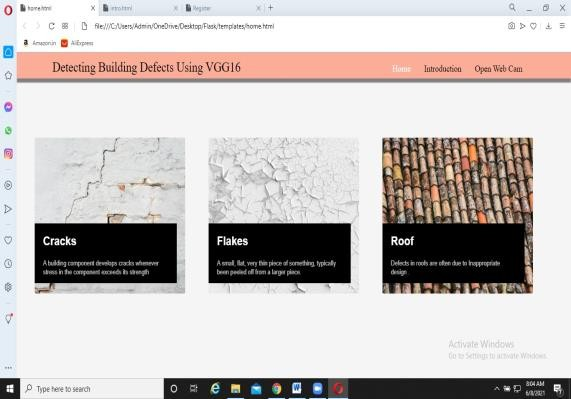 home.html
intro.html
Register
file:///C:/Users/Admin/OneDrive/Desktop/Flask/templates/home.html
Amazon.in
AliExpress
Detecting Building Defects Using VGG16
Home Introduction Open Web Cam
Cracks
A building component develops cracks whenever
stress in the component exceeds its strength
Flakes
A small, flat, very thin piece of something, typically
been peeled off from a larger piece.
Roof
Defects in roofs are often due to Inappropriate
design
Activate Windows
Go to Settings to activate Windows.
Type here to search
8:04 AM
6/8/2021